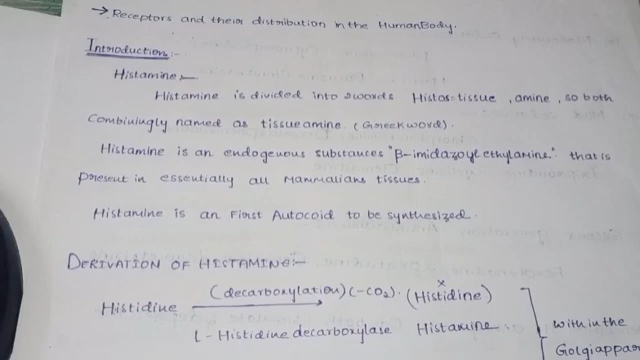 → Receptors and their distribution in the Human Body.
Introduction:-
Histamine:-
Histamine is divided into 2words Histos=tissue, amine, so both
Combiningly named as tissueamine (Greekword).
Histamine is an endogenous substances "β-imidazoyl ethylamine" that is
present in essentially all Mammalians tissues.
Histamine is an First Autocoid to be synthesized.
DERIVATION OF HISTAMINE:-
x
Histidine (decarboxylation) (-CO2). (Histidine)
L-Histidine decarboxylase Histamine
within the
Golgiappar